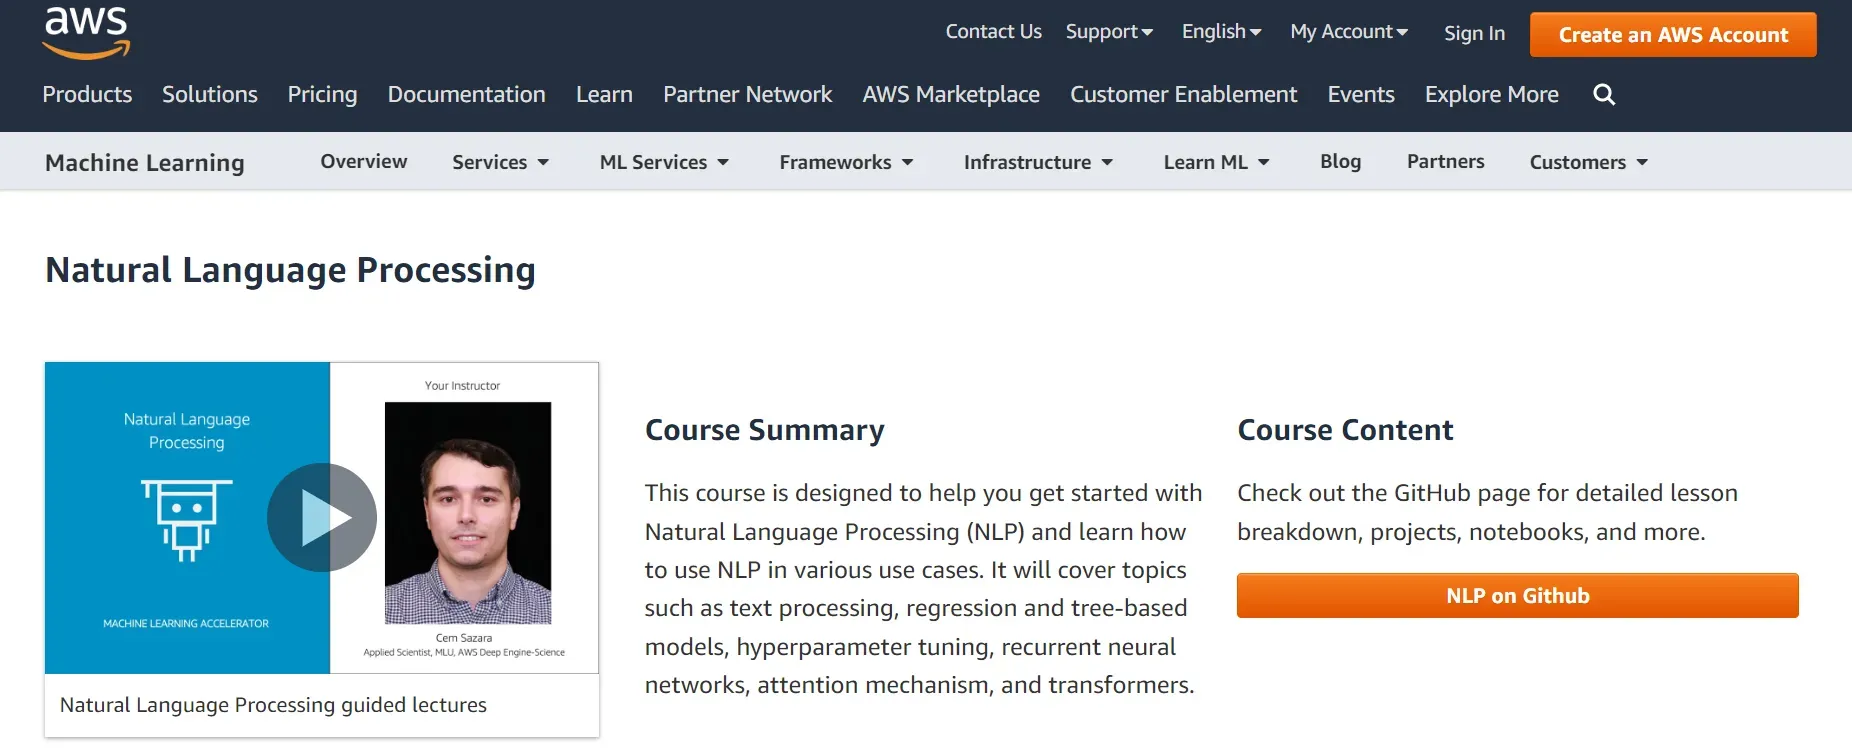 aws
Contact Us Support English My Account Sign In Create an AWS Account
Products Solutions Pricing Documentation Learn Partner Network AWS Marketplace Customer Enablement Events Explore More
Machine Learning Overview Services ML Services Frameworks Infrastructure Learn ML Blog Partners Customers
Natural Language Processing
Natural Language
Processing
MACHINE LEARNING ACCELERATOR
Your Instructor
Cem Sazara
Applied Scientist, MLU, AWS Deep Engine-Science
Natural Language Processing guided lectures
Course Summary
This course is designed to help you get started with
Natural Language Processing (NLP) and learn how
to use NLP in various use cases. It will cover topics
such as text processing, regression and tree-based
models, hyperparameter tuning, recurrent neural
networks, attention mechanism, and transformers.
Course Content
Check out the GitHub page for detailed lesson
breakdown, projects, notebooks, and more.
NLP on Github